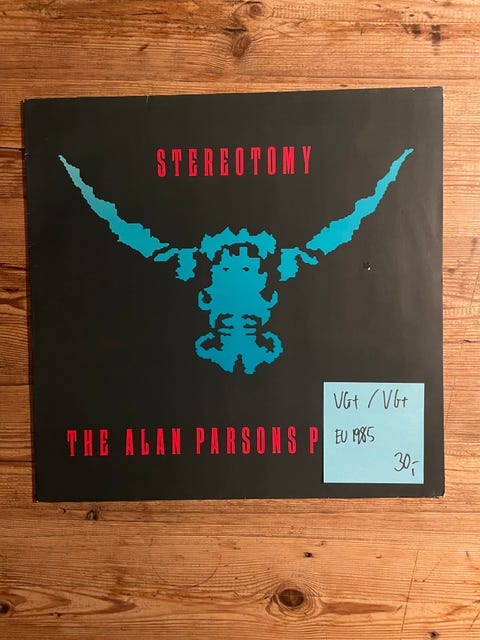 STEREOTOMY
THE ALAN PARSONS P
VG+ / VG+
EU 1985
30,-